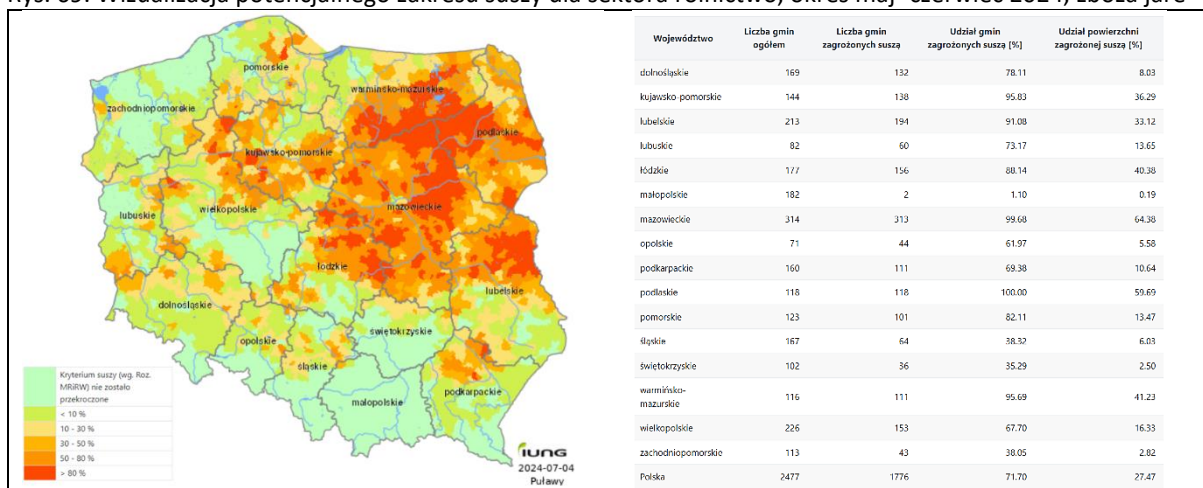 Rys. 69. Wizualizacja potencjalnego zakresu suszy dla sektora rolnictwo, okres maj-czerwiec 2024, zboża jare
pomorskie
warmińsko-mazurskie
zachodniopomorskie
podlaskie
kujawsko-pomorskie
mazowieckie
lubuskie
wielkopolskie
łódzkie
lubelskie
dolnośląskie
świętokrzyskie
opolskie
śląskie
podkarpackie
małopolskie
Kryterium suszy (wg. Roz.
MRiRW) nie zostało
przekroczone
< 10 %
10 - 30 %
30 - 50 %
50 - 80 %
> 80 %
IUNG
2024-07-04
Puławy
Województwo Liczba gmin ogółem Liczba gmin zagrożonych suszą Udział gmin zagrożonych suszą [%] Udział powierzchni zagrożonej suszą [%]
dolnośląskie 169 132 78.11 8.03
kujawsko-pomorskie 144 138 95.83 36.29
lubelskie 213 194 91.08 33.12
lubuskie 82 60 73.17 13.65
łódzkie 177 156 88.14 40.38
małopolskie 182 2 1.10 0.19
mazowieckie 314 313 99.68 64.38
opolskie 71 44 61.97 5.58
podkarpackie 160 111 69.38 10.64
podlaskie 118 118 100.00 59.69
pomorskie 123 101 82.11 13.47
śląskie 167 64 38.32 6.03
świętokrzyskie 102 36 35.29 2.50
warmińsko-mazurskie 116 111 95.69 41.23
wielkopolskie 226 153 67.70 16.33
zachodniopomorskie 113 43 38.05 2.82
Polska 2477 1776 71.70 27.47